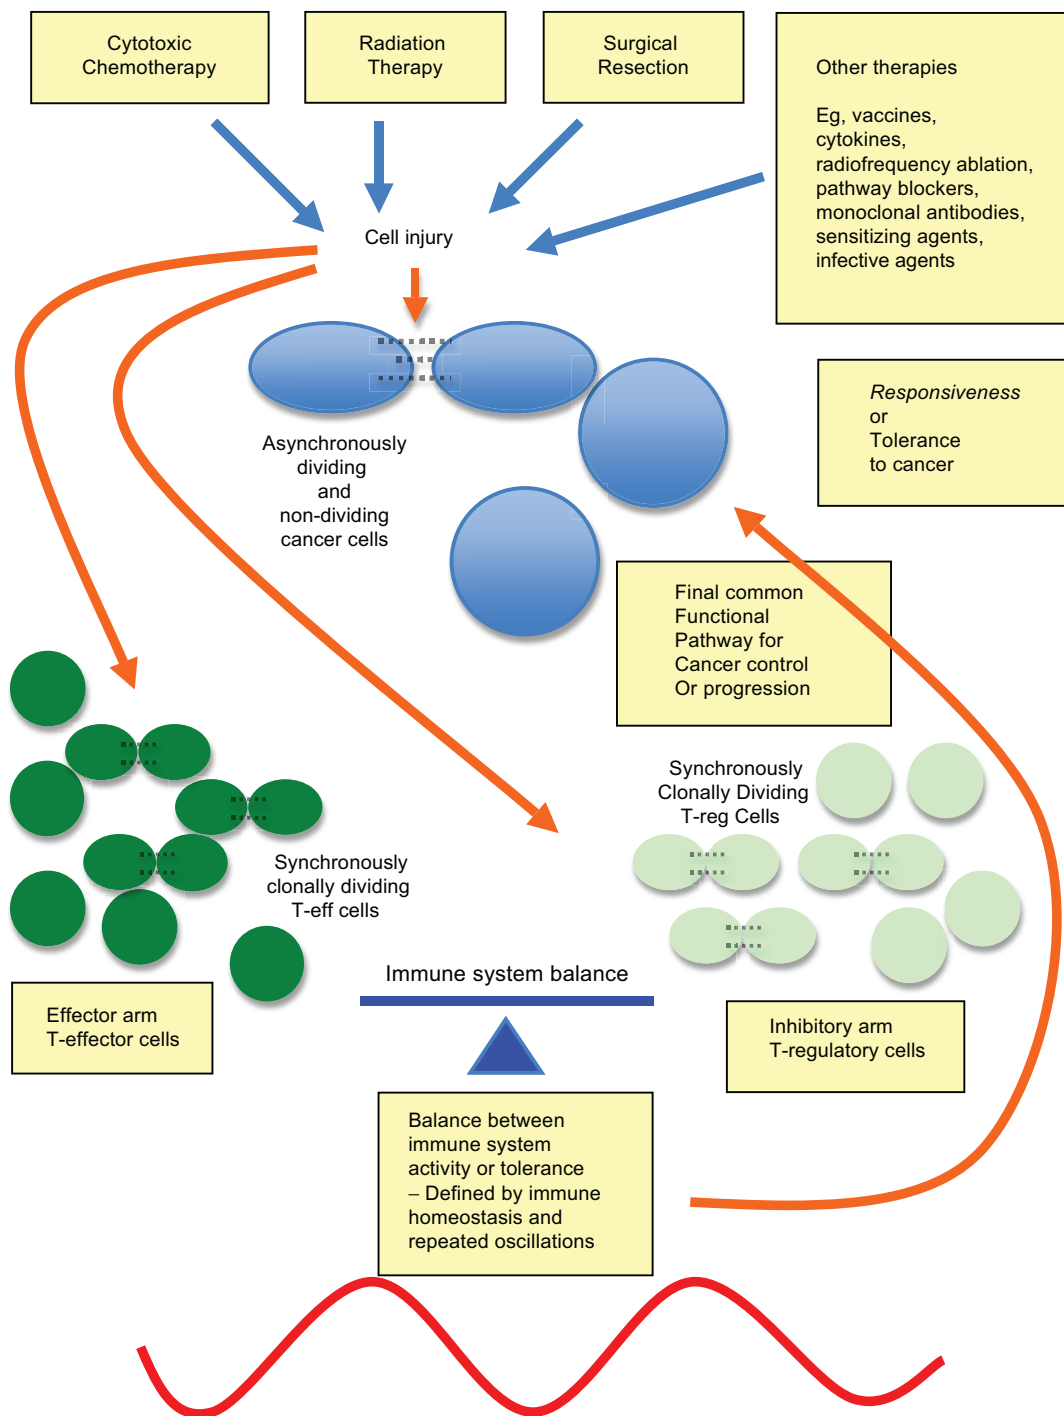 Cytotoxic
Chemotherapy
Radiation
Therapy
Surgical
Resection
Other therapies
Eg, vaccines,
cytokines,
radiofrequency ablation,
pathway blockers,
monoclonal antibodies,
sensitizing agents,
infective agents
Cell injury
Responsiveness
or
Tolerance
to cancer
Asynchronously
dividing
and
non-dividing
cancer cells
Final common
Functional
Pathway for
Cancer control
Or progression
Synchronously
Clonally Dividing
T-reg Cells
Synchronously
clonally dividing
T-eff cells
Immune system balance
Effector arm
T-effector cells
Inhibitory arm
T-regulatory cells
Balance between
immune system
activity or tolerance
– Defined by immune
homeostasis and
repeated oscillations